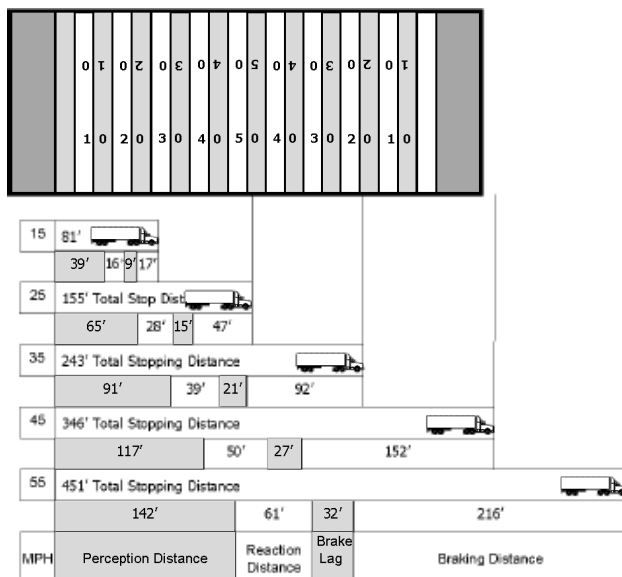 0 1 0 2 0 3 0 4 0 5 0 4 0 3 0 2 0 1
1 0 2 0 3 0 4 0 5 0 4 0 3 0 2 0 1 0
15 81'
39' 16' 9' 17'
25 155' Total Stop Dist
65' 28' 15' 47'
35 243' Total Stopping Distance
91' 39' 21' 92'
45 346' Total Stopping Distance
117' 50' 27' 152'
55 451' Total Stopping Distance
142' 61' 32' 216'
MPH Perception Distance Reaction Distance Brake Lag Braking Distance